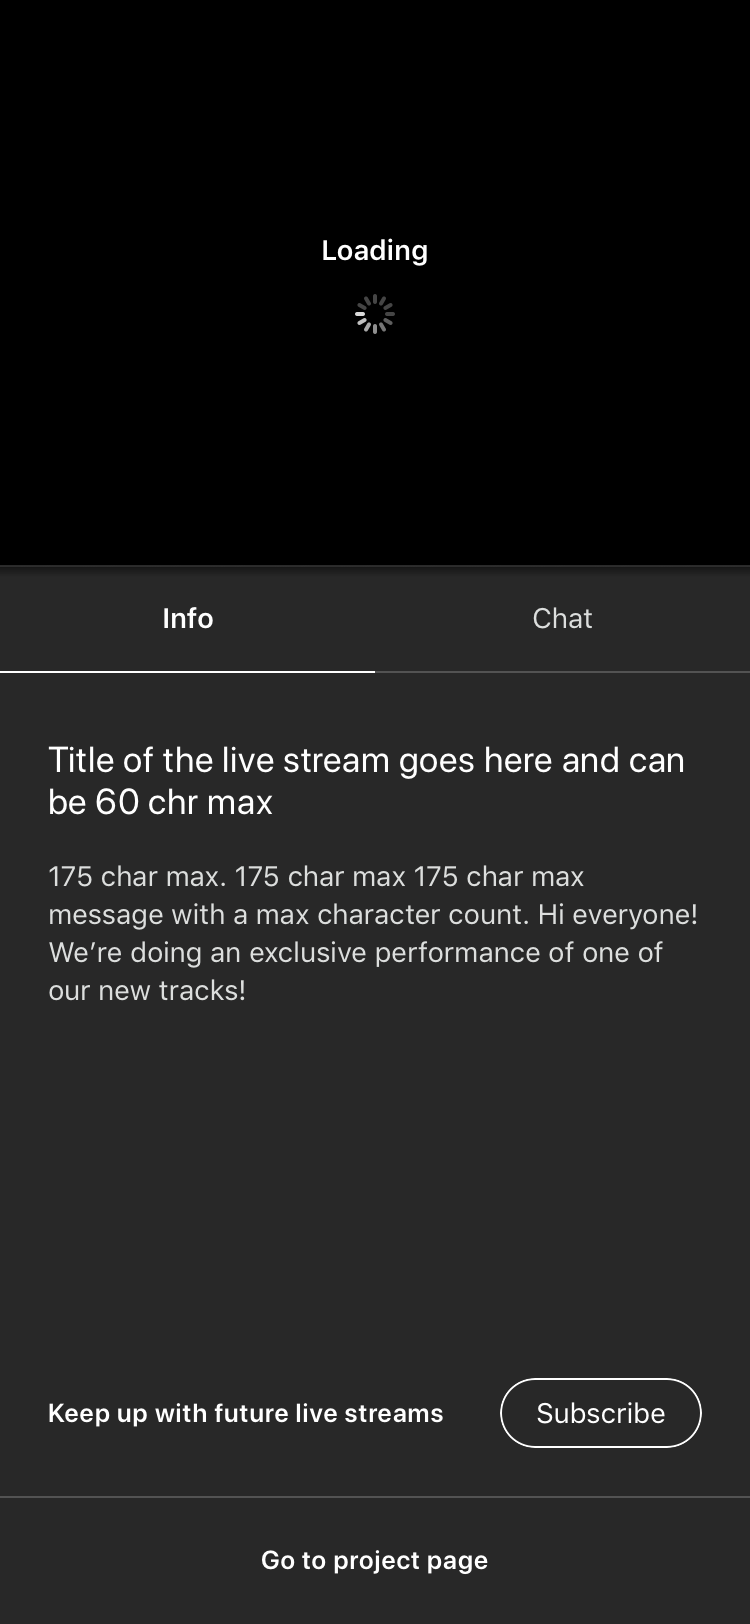 Loading
Info
Chat
Title of the live stream goes here and can
be 60 chr max
175 char max. 175 char max 175 char max
message with a max character count. Hi everyone!
We’re doing an exclusive performance of one of
our new tracks!
Keep up with future live streams
Subscribe
Go to project page